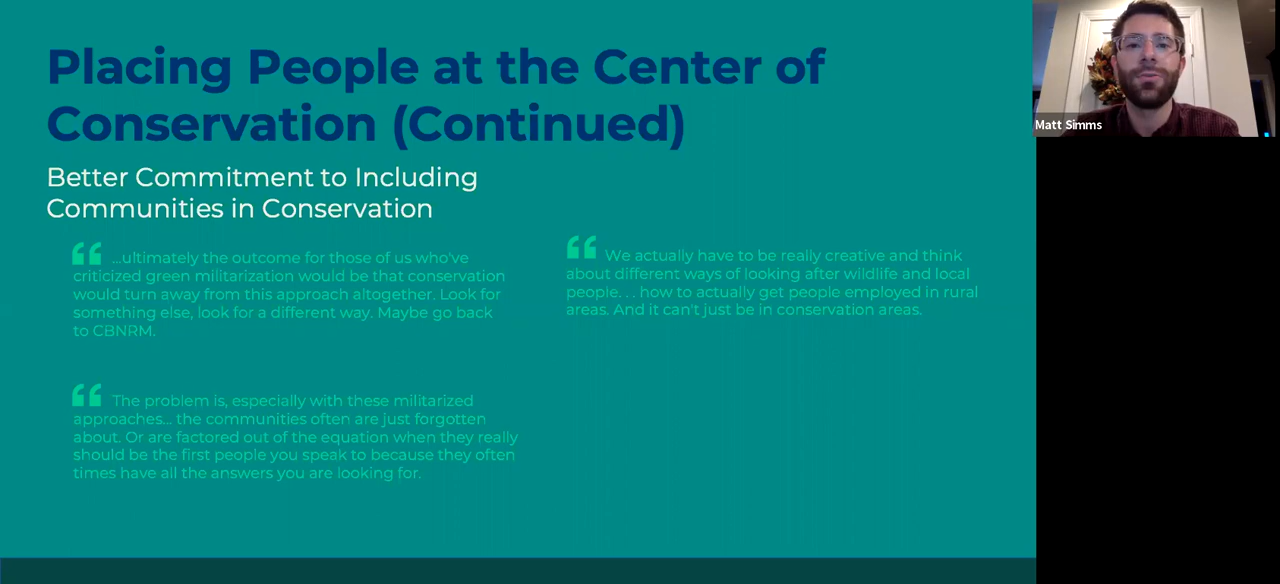 Placing People at the Center of
Conservation (Continued)
Better Commitment to Including
Communities in Conservation
“ ...ultimately the outcome for those of us who've
criticized green militarization would be that conservation
would turn away from this approach altogether. Look for
something else, look for a different way. Maybe go back
to CBNRM.
“ The problem is, especially with these militarized
approaches... the communities often are just forgotten
about. Or are factored out of the equation when they really
should be the first people you speak to because they often
times have all the answers you are looking for.
“ We actually have to be really creative and think
about different ways of looking after wildlife and local
people. . . how to actually get people employed in rural
areas. And it can't just be in conservation areas.
Matt Simms